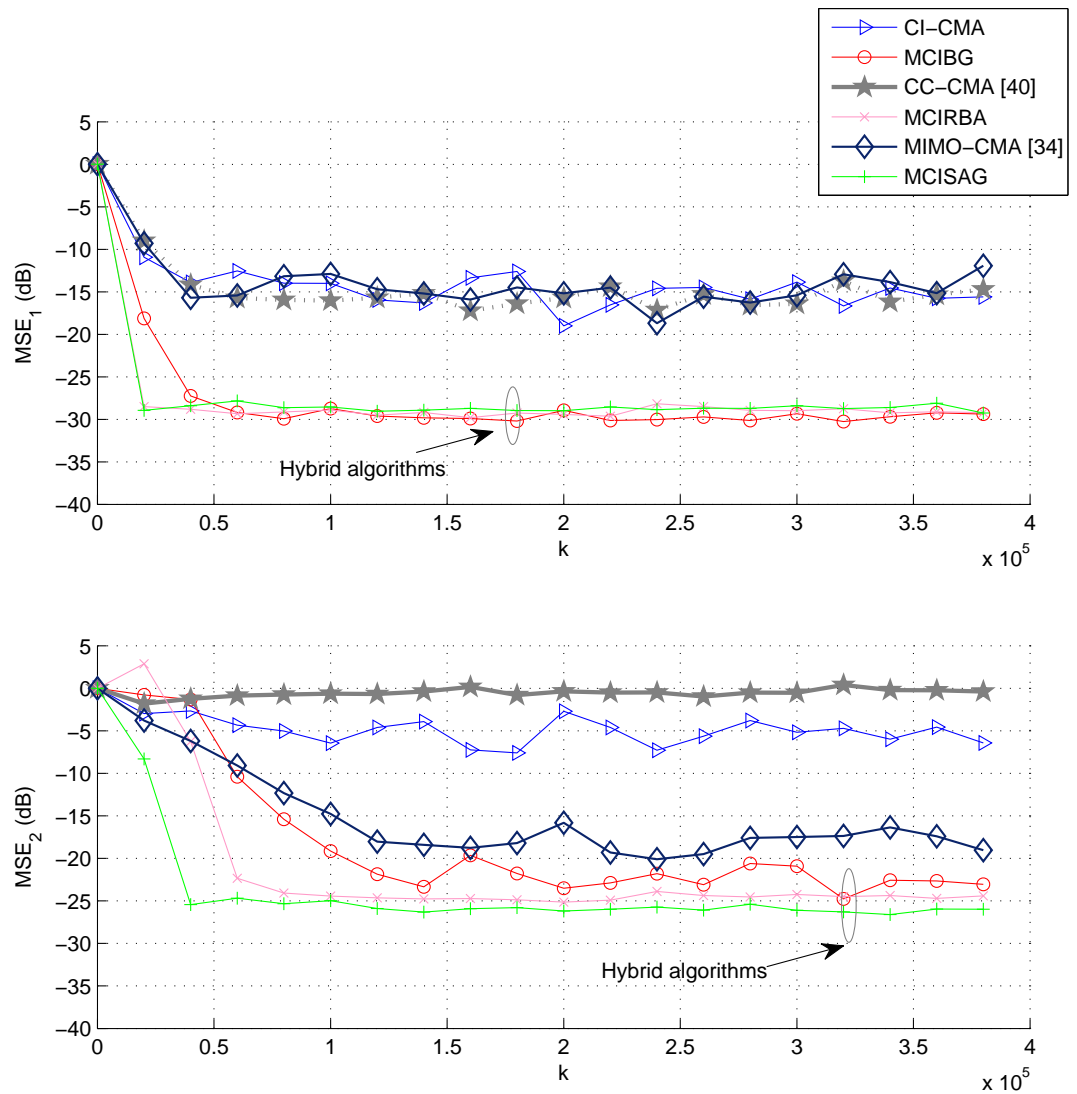 CI−CMA
MCIBG
CC−CMA [40]
MCIRBA
MIMO−CMA [34]
MCISAG
5
0
−5
−10
−15
−20
−25
−30
−35
−40
MSE1 (dB)
Hybrid algorithms
0
0.5
1
1.5
2
2.5
3
3.5
4
k
x 10^5
5
0
−5
−10
−15
−20
−25
−30
−35
−40
MSE2 (dB)
Hybrid algorithms
0
0.5
1
1.5
2
2.5
3
3.5
4
k
x 10^5